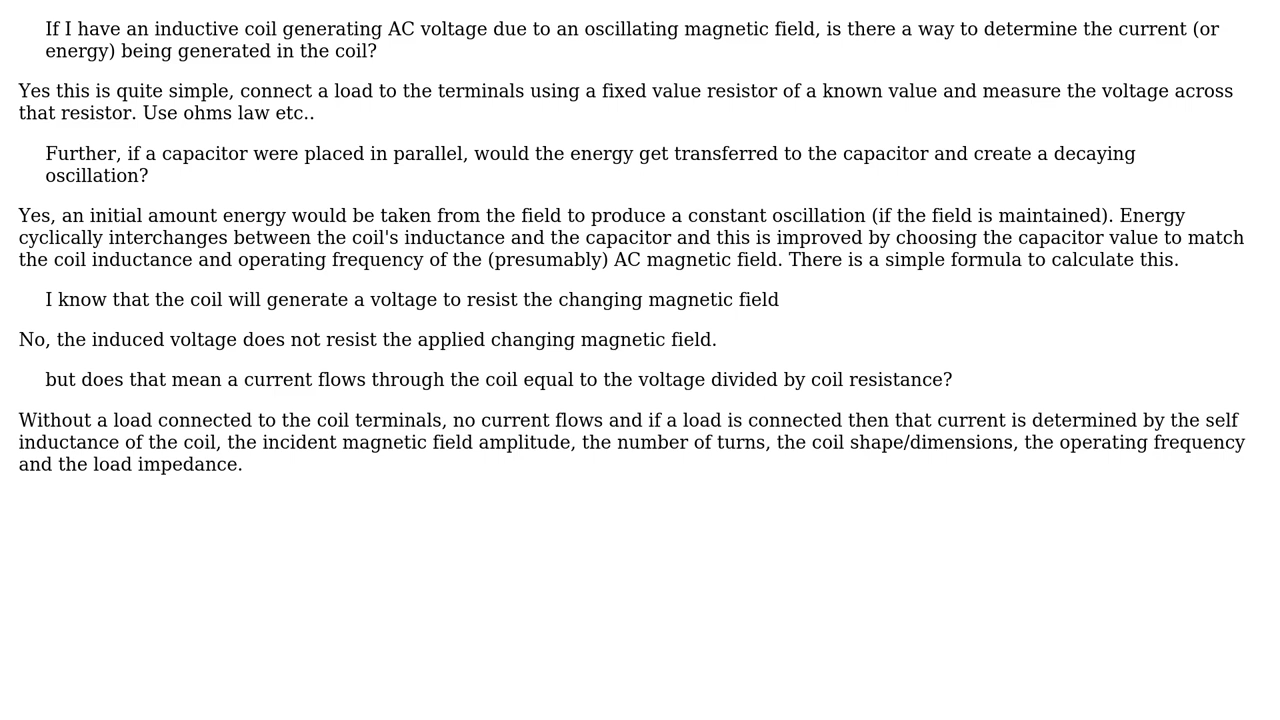 If I have an inductive coil generating AC voltage due to an oscillating magnetic field, is there a way to determine the current (or
energy) being generated in the coil?
Yes this is quite simple, connect a load to the terminals using a fixed value resistor of a known value and measure the voltage across
that resistor. Use ohms law etc..
Further, if a capacitor were placed in parallel, would the energy get transferred to the capacitor and create a decaying
oscillation?
Yes, an initial amount energy would be taken from the field to produce a constant oscillation (if the field is maintained). Energy
cyclically interchanges between the coil's inductance and the capacitor and this is improved by choosing the capacitor value to match
the coil inductance and operating frequency of the (presumably) AC magnetic field. There is a simple formula to calculate this.
I know that the coil will generate a voltage to resist the changing magnetic field
No, the induced voltage does not resist the applied changing magnetic field.
but does that mean a current flows through the coil equal to the voltage divided by coil resistance?
Without a load connected to the coil terminals, no current flows and if a load is connected then that current is determined by the self
inductance of the coil, the incident magnetic field amplitude, the number of turns, the coil shape/dimensions, the operating frequency
and the load impedance.